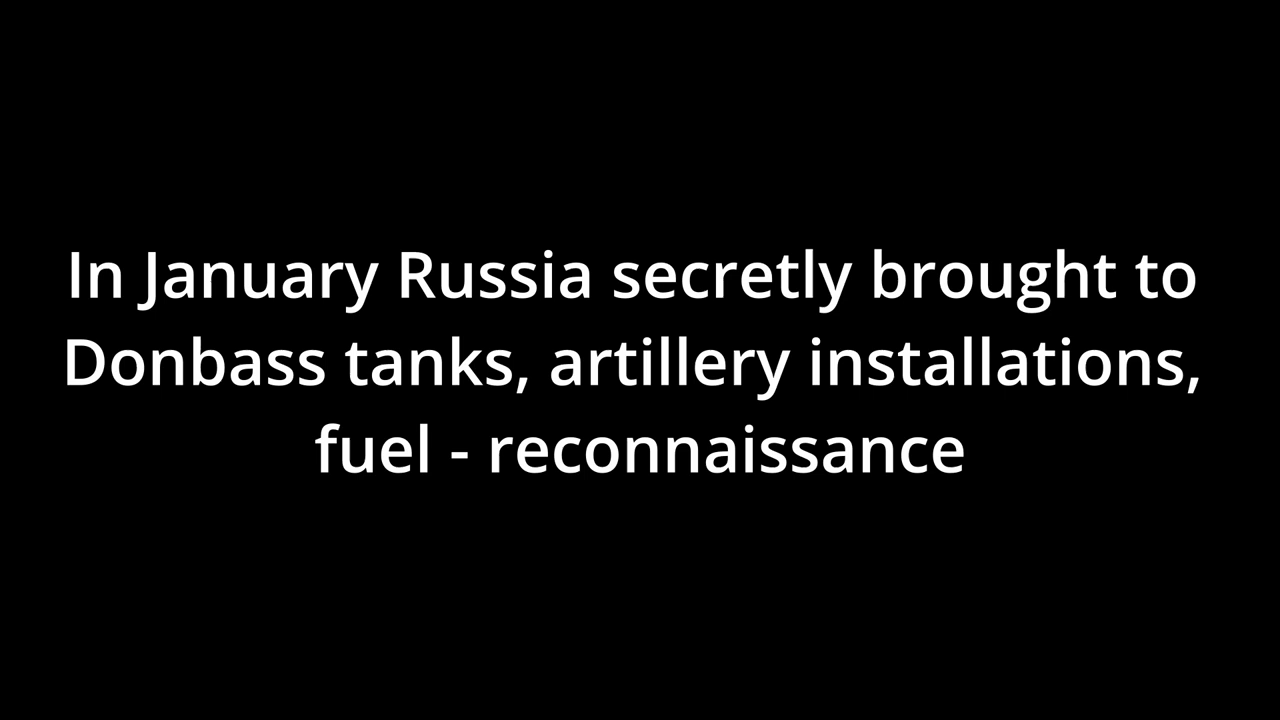 In January Russia secretly brought to
Donbass tanks, artillery installations,
fuel - reconnaissance